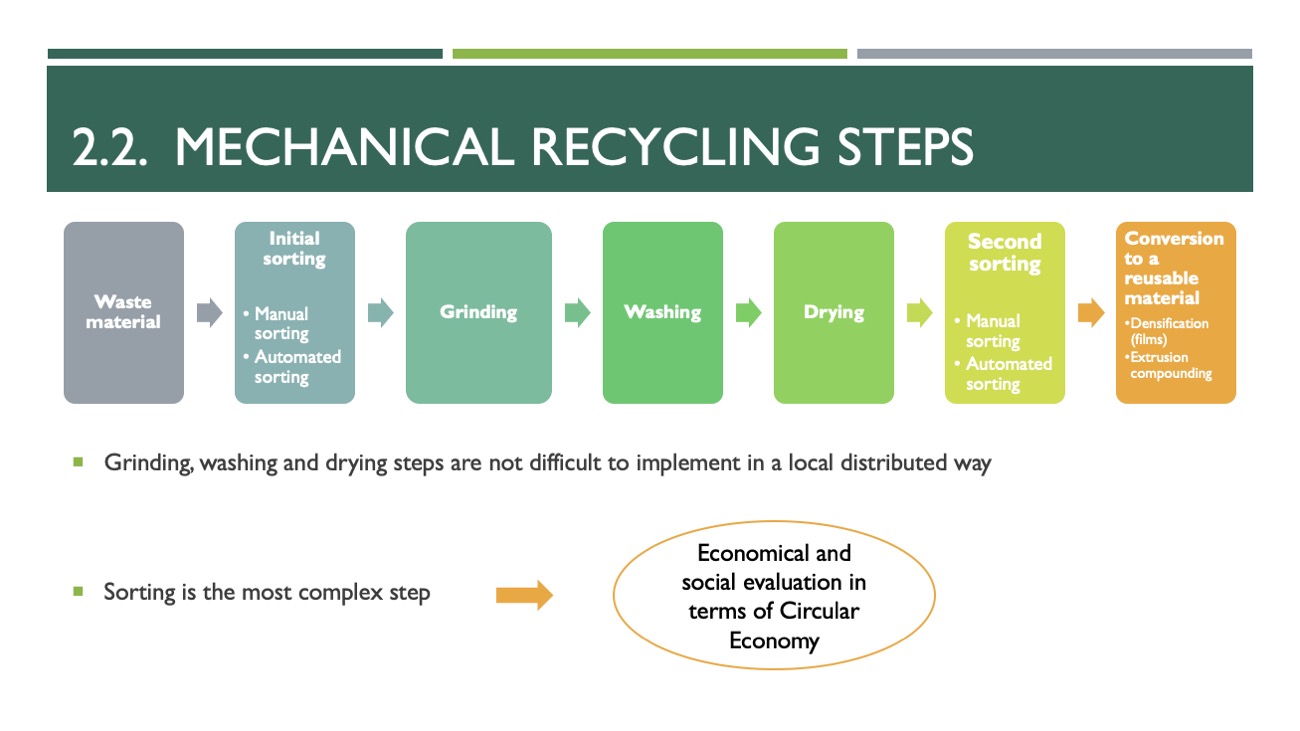 2.2. MECHANICAL RECYCLING STEPS
Waste
material
Initial
sorting
• Manual
sorting
• Automated
sorting
Grinding
Washing
Drying
Second
sorting
• Manual
sorting
• Automated
sorting
Conversion
to a
reusable
material
•Densification
(films)
•Extrusion
compounding
▪ Grinding, washing and drying steps are not difficult to implement in a local distributed way
▪ Sorting is the most complex step
Economical and
social evaluation in
terms of Circular
Economy